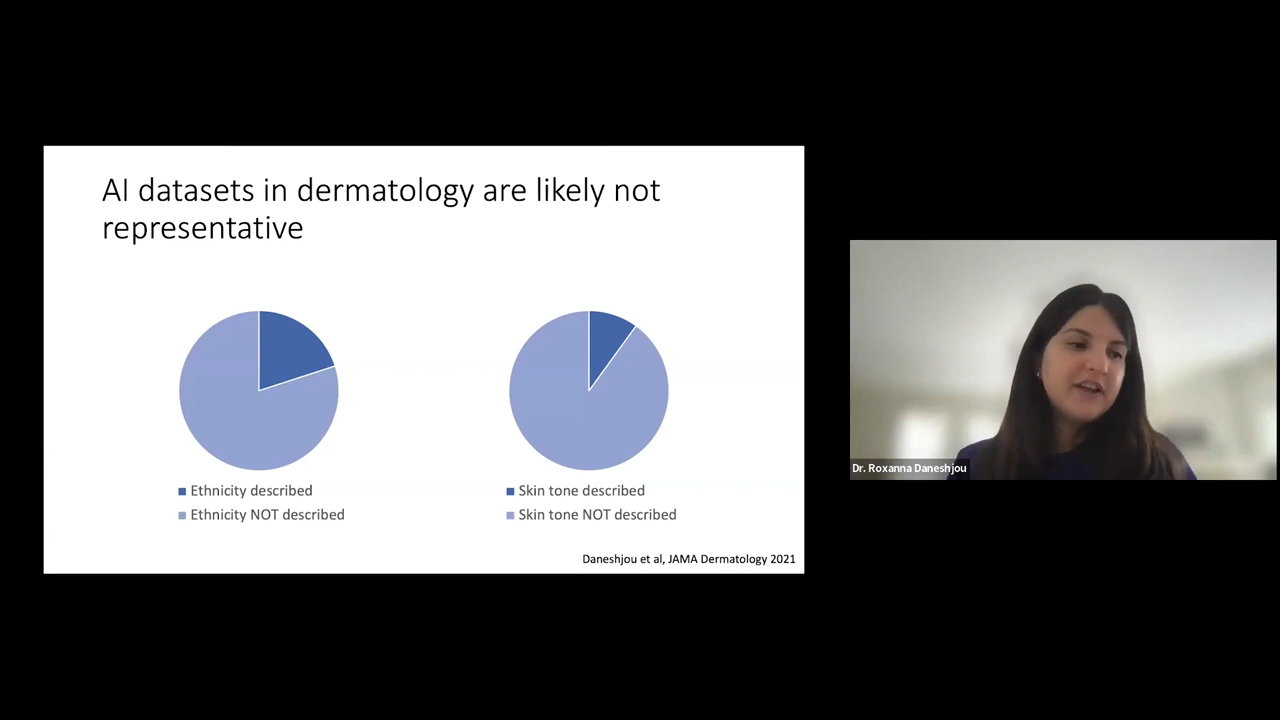 AI datasets in dermatology are likely not
representative
Ethnicity described
Ethnicity NOT described
Skin tone described
Skin tone NOT described
Daneshjou et al, JAMA Dermatology 2021
Dr. Roxanna Daneshjou